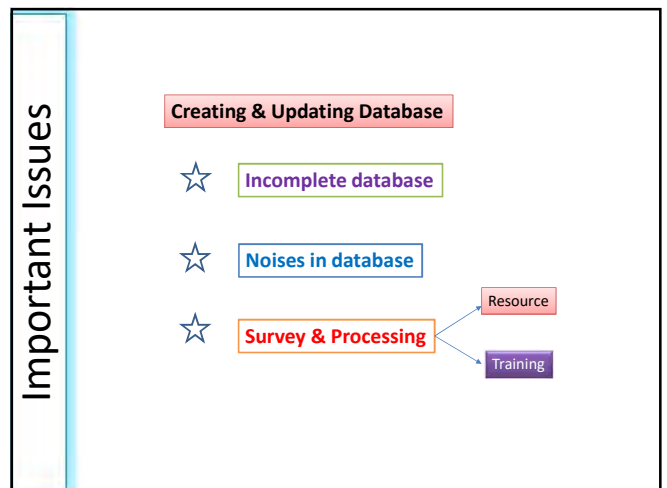 Important Issues
Creating & Updating Database
Incomplete database
Noises in database
Survey & Processing
Resource
Training